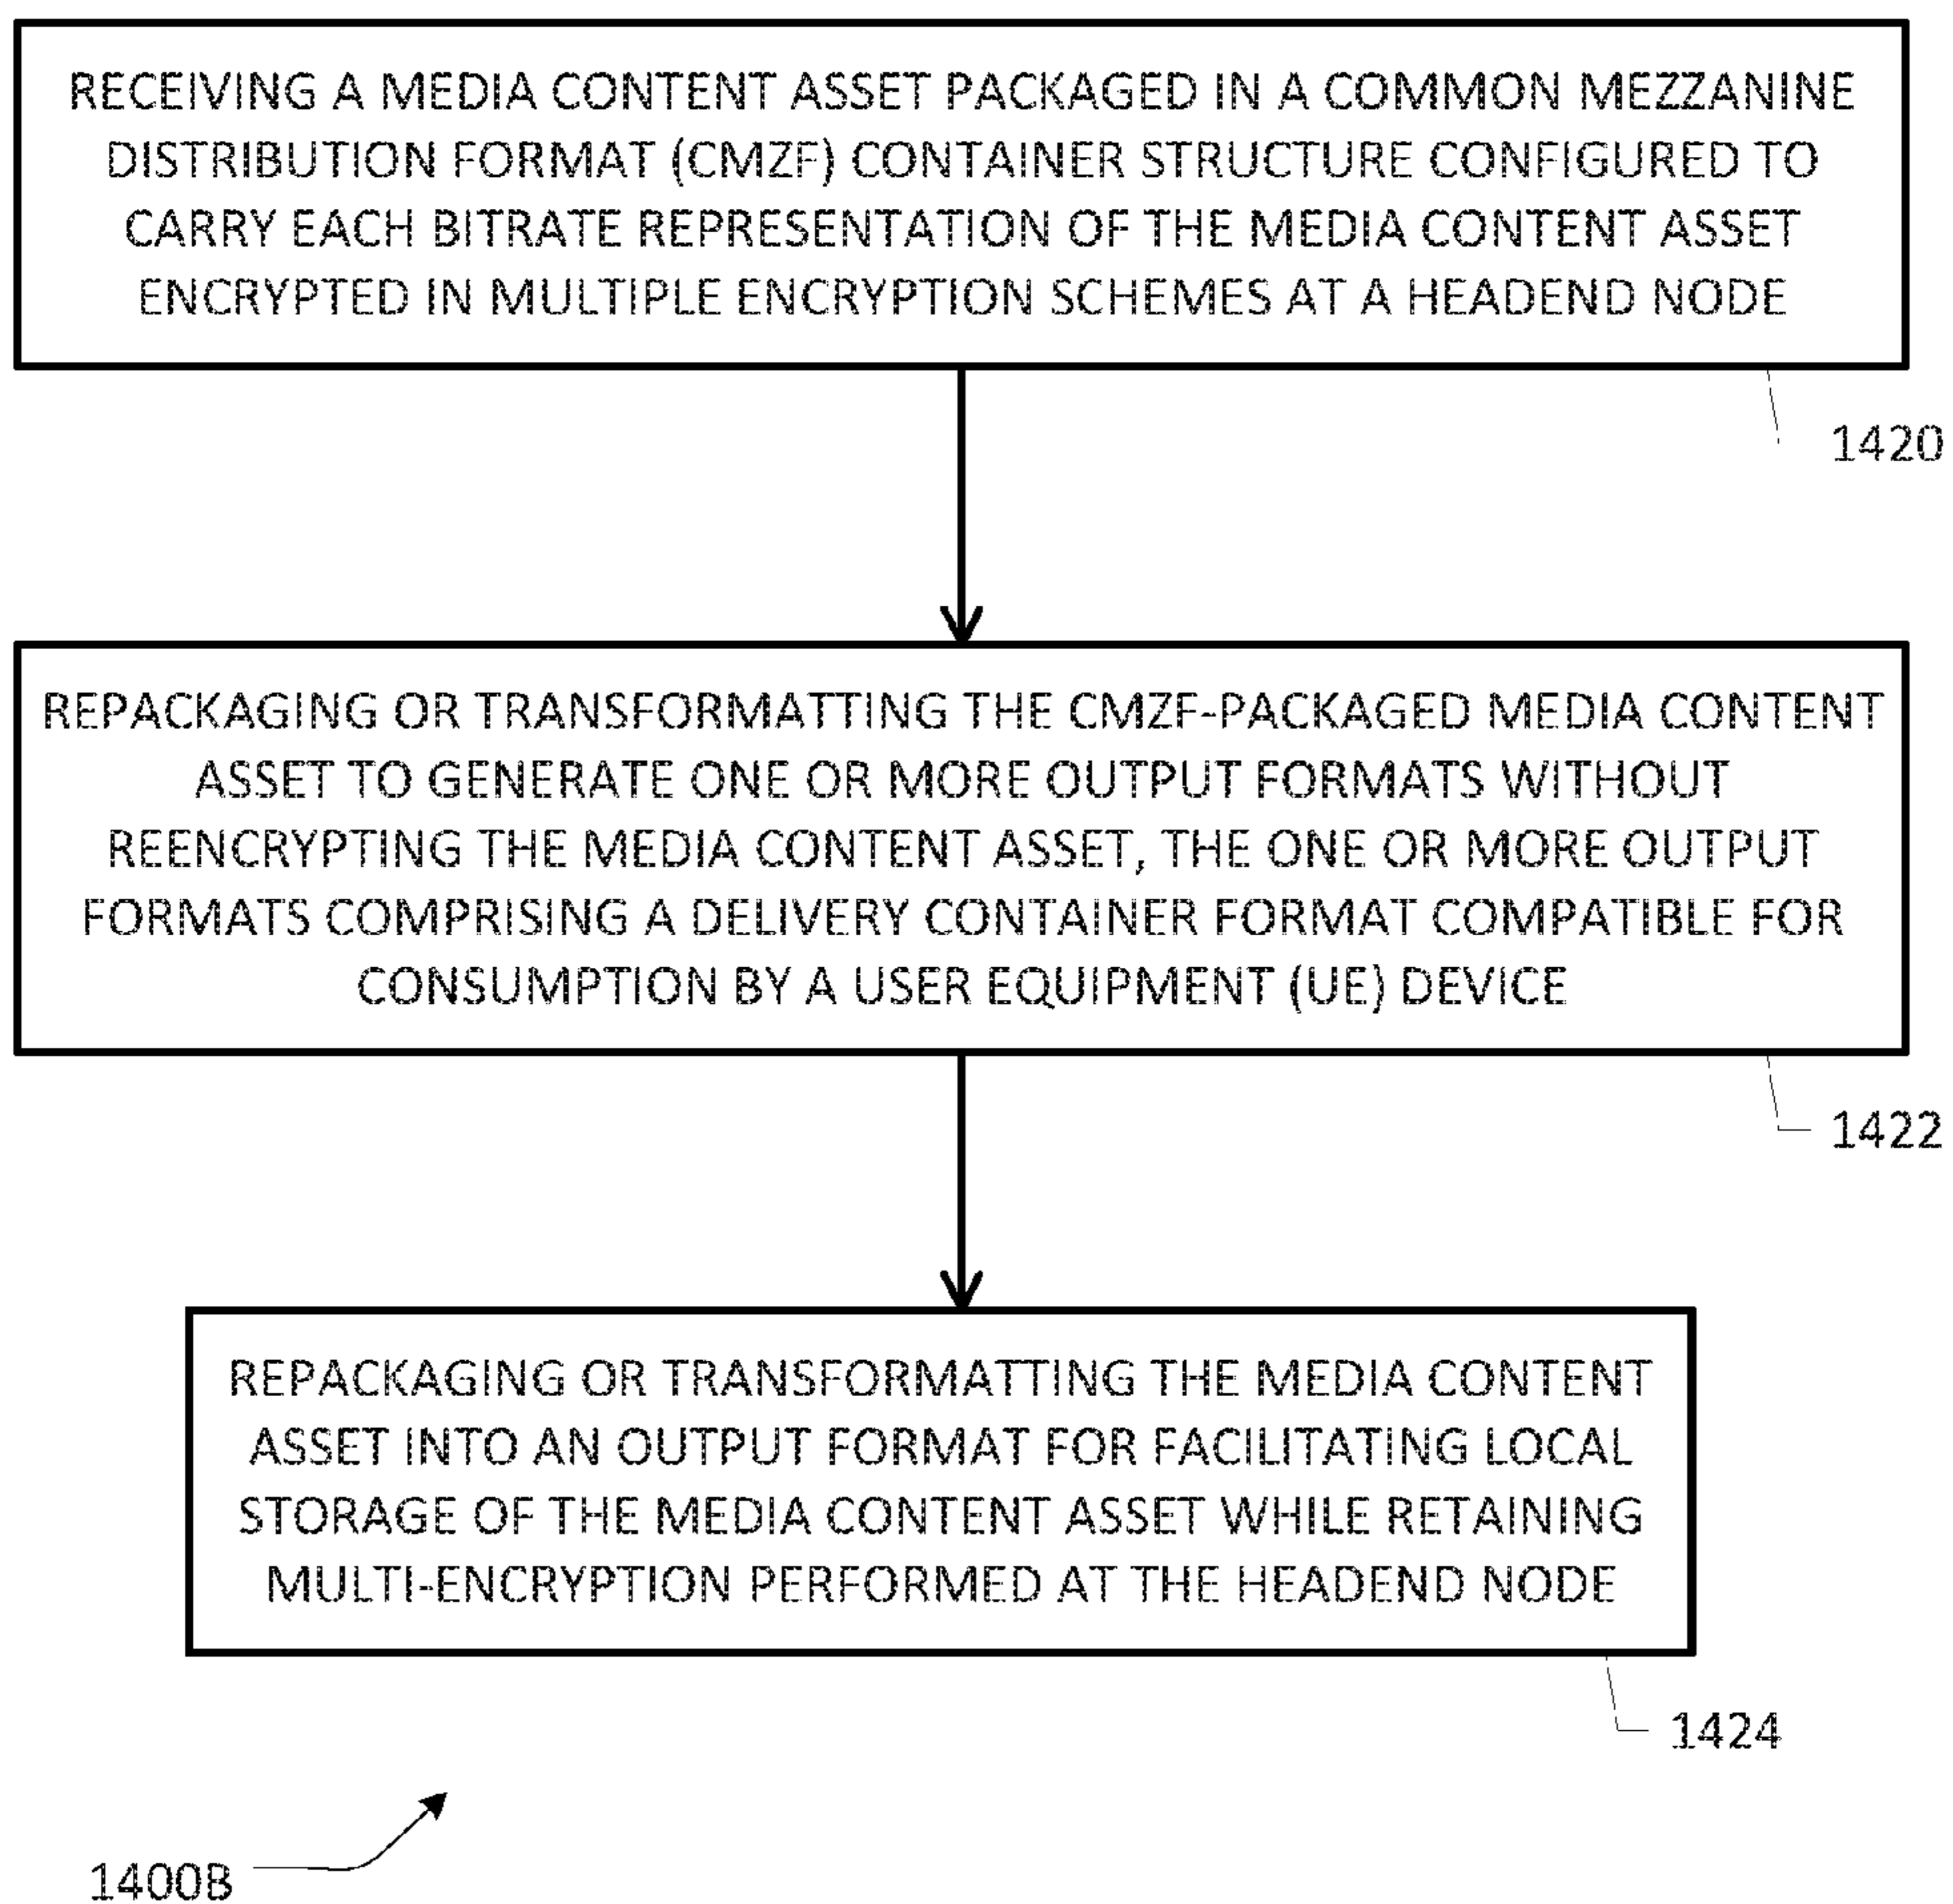 RECEIVING A MEDIA CONTENT ASSET PACKAGED IN A COMMON MEZZANINE
DISTRIBUTION FORMAT (CMZF) CONTAINER STRUCTURE CONFIGURED TO
CARRY EACH BITRATE REPRESENTATION OF THE MEDIA CONTENT ASSET
ENCRYPTED IN MULTIPLE ENCRYPTION SCHEMES AT A HEADEND NODE
1420
REPACKAGING OR TRANSFORMATTING THE CMZF-PACKAGED MEDIA CONTENT
ASSET TO GENERATE ONE OR MORE OUTPUT FORMATS WITHOUT
REENCRYPTING THE MEDIA CONTENT ASSET, THE ONE OR MORE OUTPUT
FORMATS COMPRISING A DELIVERY CONTAINER FORMAT COMPATIBLE FOR
CONSUMPTION BY A USER EQUIPMENT (UE) DEVICE
1422
REPACKAGING OR TRANSFORMATTING THE MEDIA CONTENT
ASSET INTO AN OUTPUT FORMAT FOR FACILITATING LOCAL
STORAGE OF THE MEDIA CONTENT ASSET WHILE RETAINING
MULTI-ENCRYPTION PERFORMED AT THE HEADEND NODE
1424
1400B